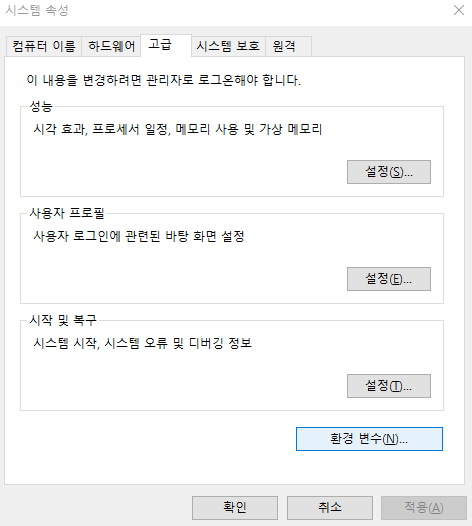 시스템 속성
컴퓨터 이름 하드웨어 고급 시스템 보호 원격
이 내용을 변경하려면 관리자로 로그온해야 합니다.
성능
시각 효과, 프로세서 일정, 메모리 사용 및 가상 메모리
설정(S)...
사용자 프로필
사용자 로그인에 관련된 바탕 화면 설정
설정(E)...
시작 및 복구
시스템 시작, 시스템 오류 및 디버깅 정보
설정(T)...
환경 변수(N)...
확인 취소 적용(A)